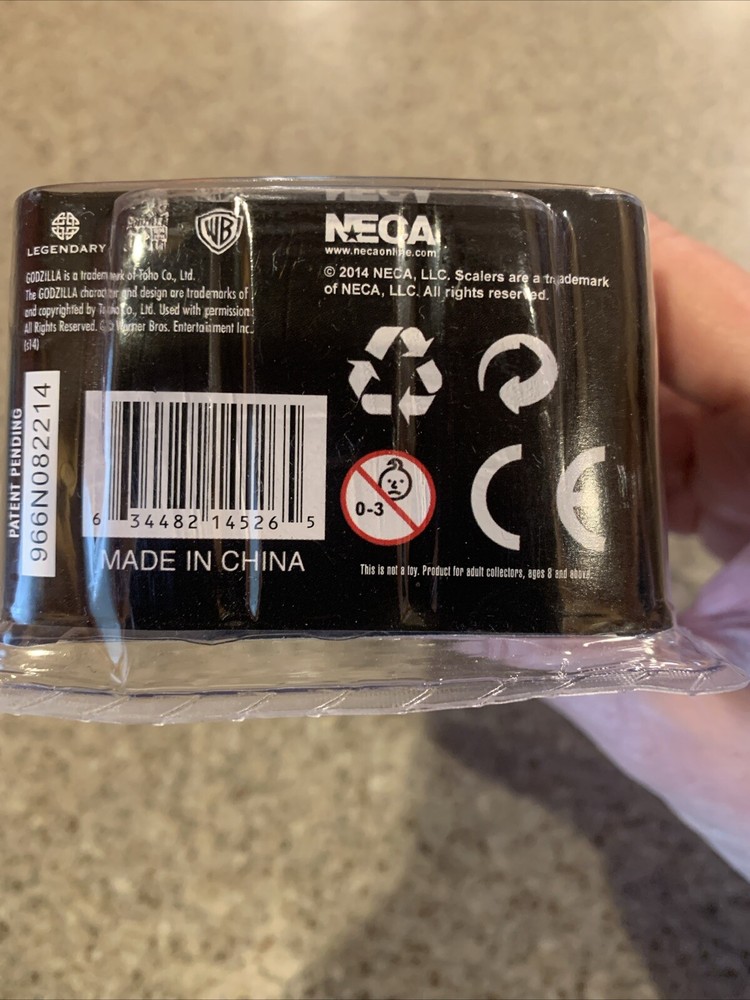 LEGENDARY
WB
NECA
www.necaonline.com
GODZILLA is a trademark of Toho Co., Ltd.
The GODZILLA character and design are trademarks of
and copyrighted by Toho Co., Ltd. Used with permission.
All Rights Reserved. © Warner Bros. Entertainment Inc.
(s14)
© 2014 NECA, LLC. Scalers are a trademark
of NECA, LLC. All rights reserved.
PATENT PENDING
966N082214
6 34482 14526 5
MADE IN CHINA
0-3
CE
This is not a toy. Product for adult collectors, ages 8 and above.